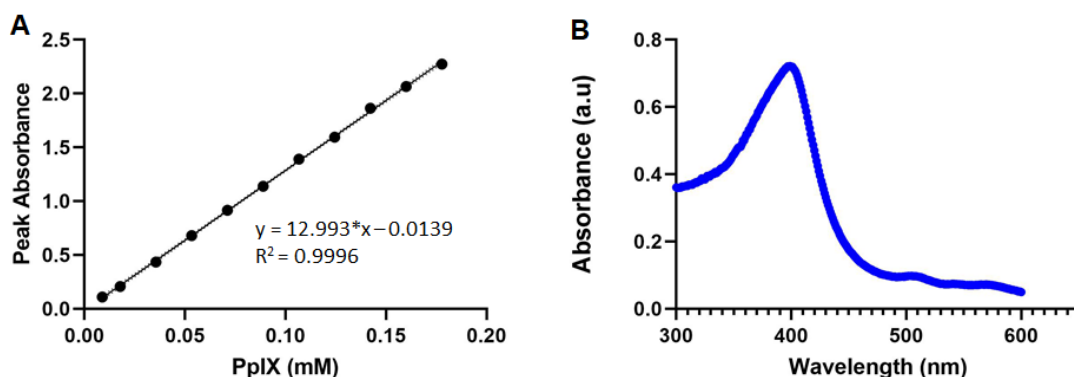 A
Peak Absorbance
2.5
2.0
1.5
1.0
0.5
0.0
y = 12.993*x – 0.0139
R² = 0.9996
0.00 0.05 0.10 0.15 0.20
PpIX (mM)
B
Absorbance (a.u)
0.8
0.6
0.4
0.2
0.0
300 400 500 600
Wavelength (nm)